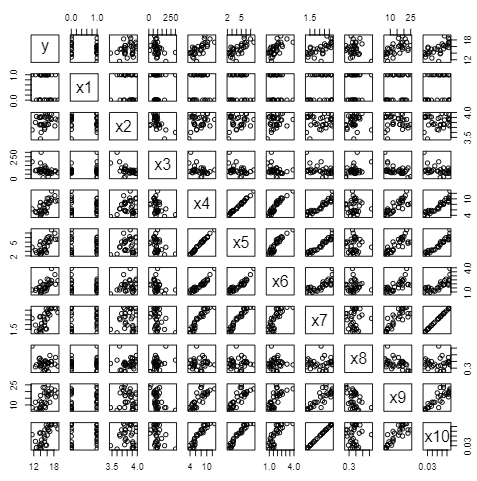 0.0 1.0 0 250 2 5 1.5 10 25
y 12 18
0.0 1.0 x1
x2 3.5 4.0
0 250 x3
x4 4 10
2 5 x5
x6 1.0 4.0
1.5 x7
x8 0.3
10 25 x9
x10 0.03
12 18 3.5 4.0 4 10 1.0 4.0 0.3 0.03